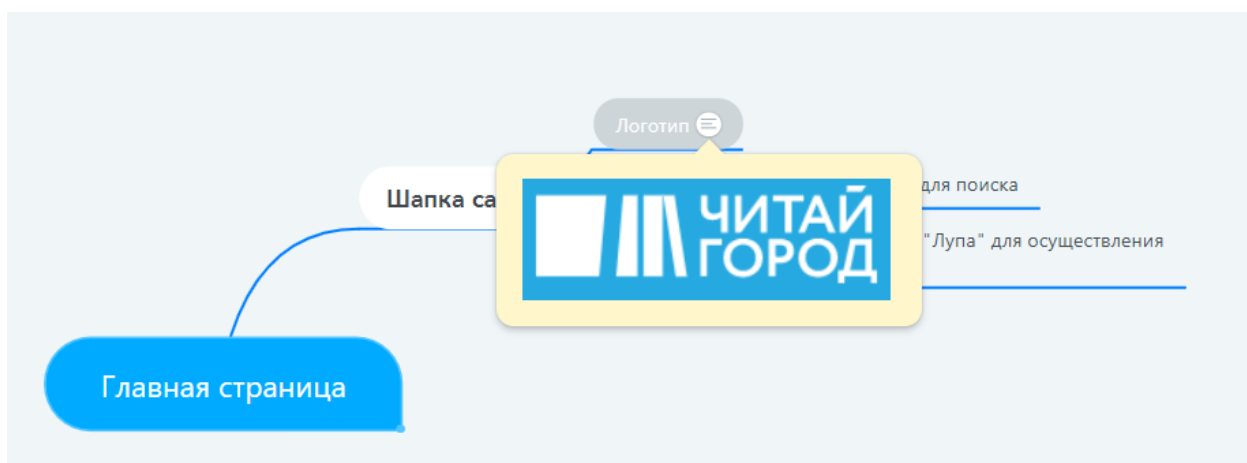 Логотип
Шапка са
для поиска
ЧИТАЙ
ГОРОД
"Лупа" для осуществления
Главная страница